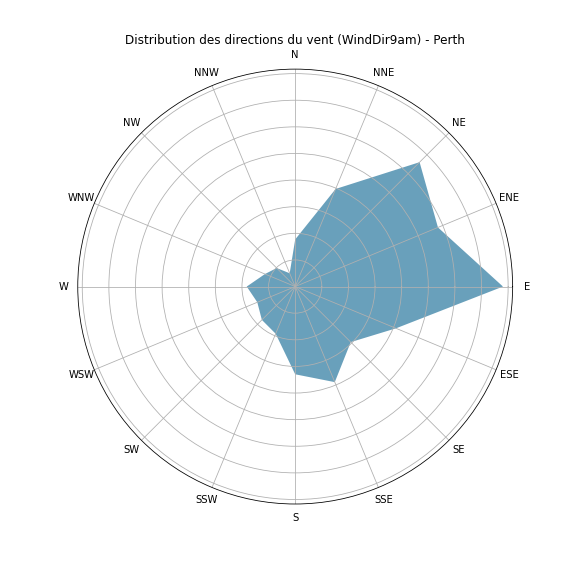 Distribution des directions du vent (WindDir9am) - Perth
N
NNW
NNE
NW
NE
WNW
ENE
W
E
WSW
ESE
SW
SE
SSW
SSE
S